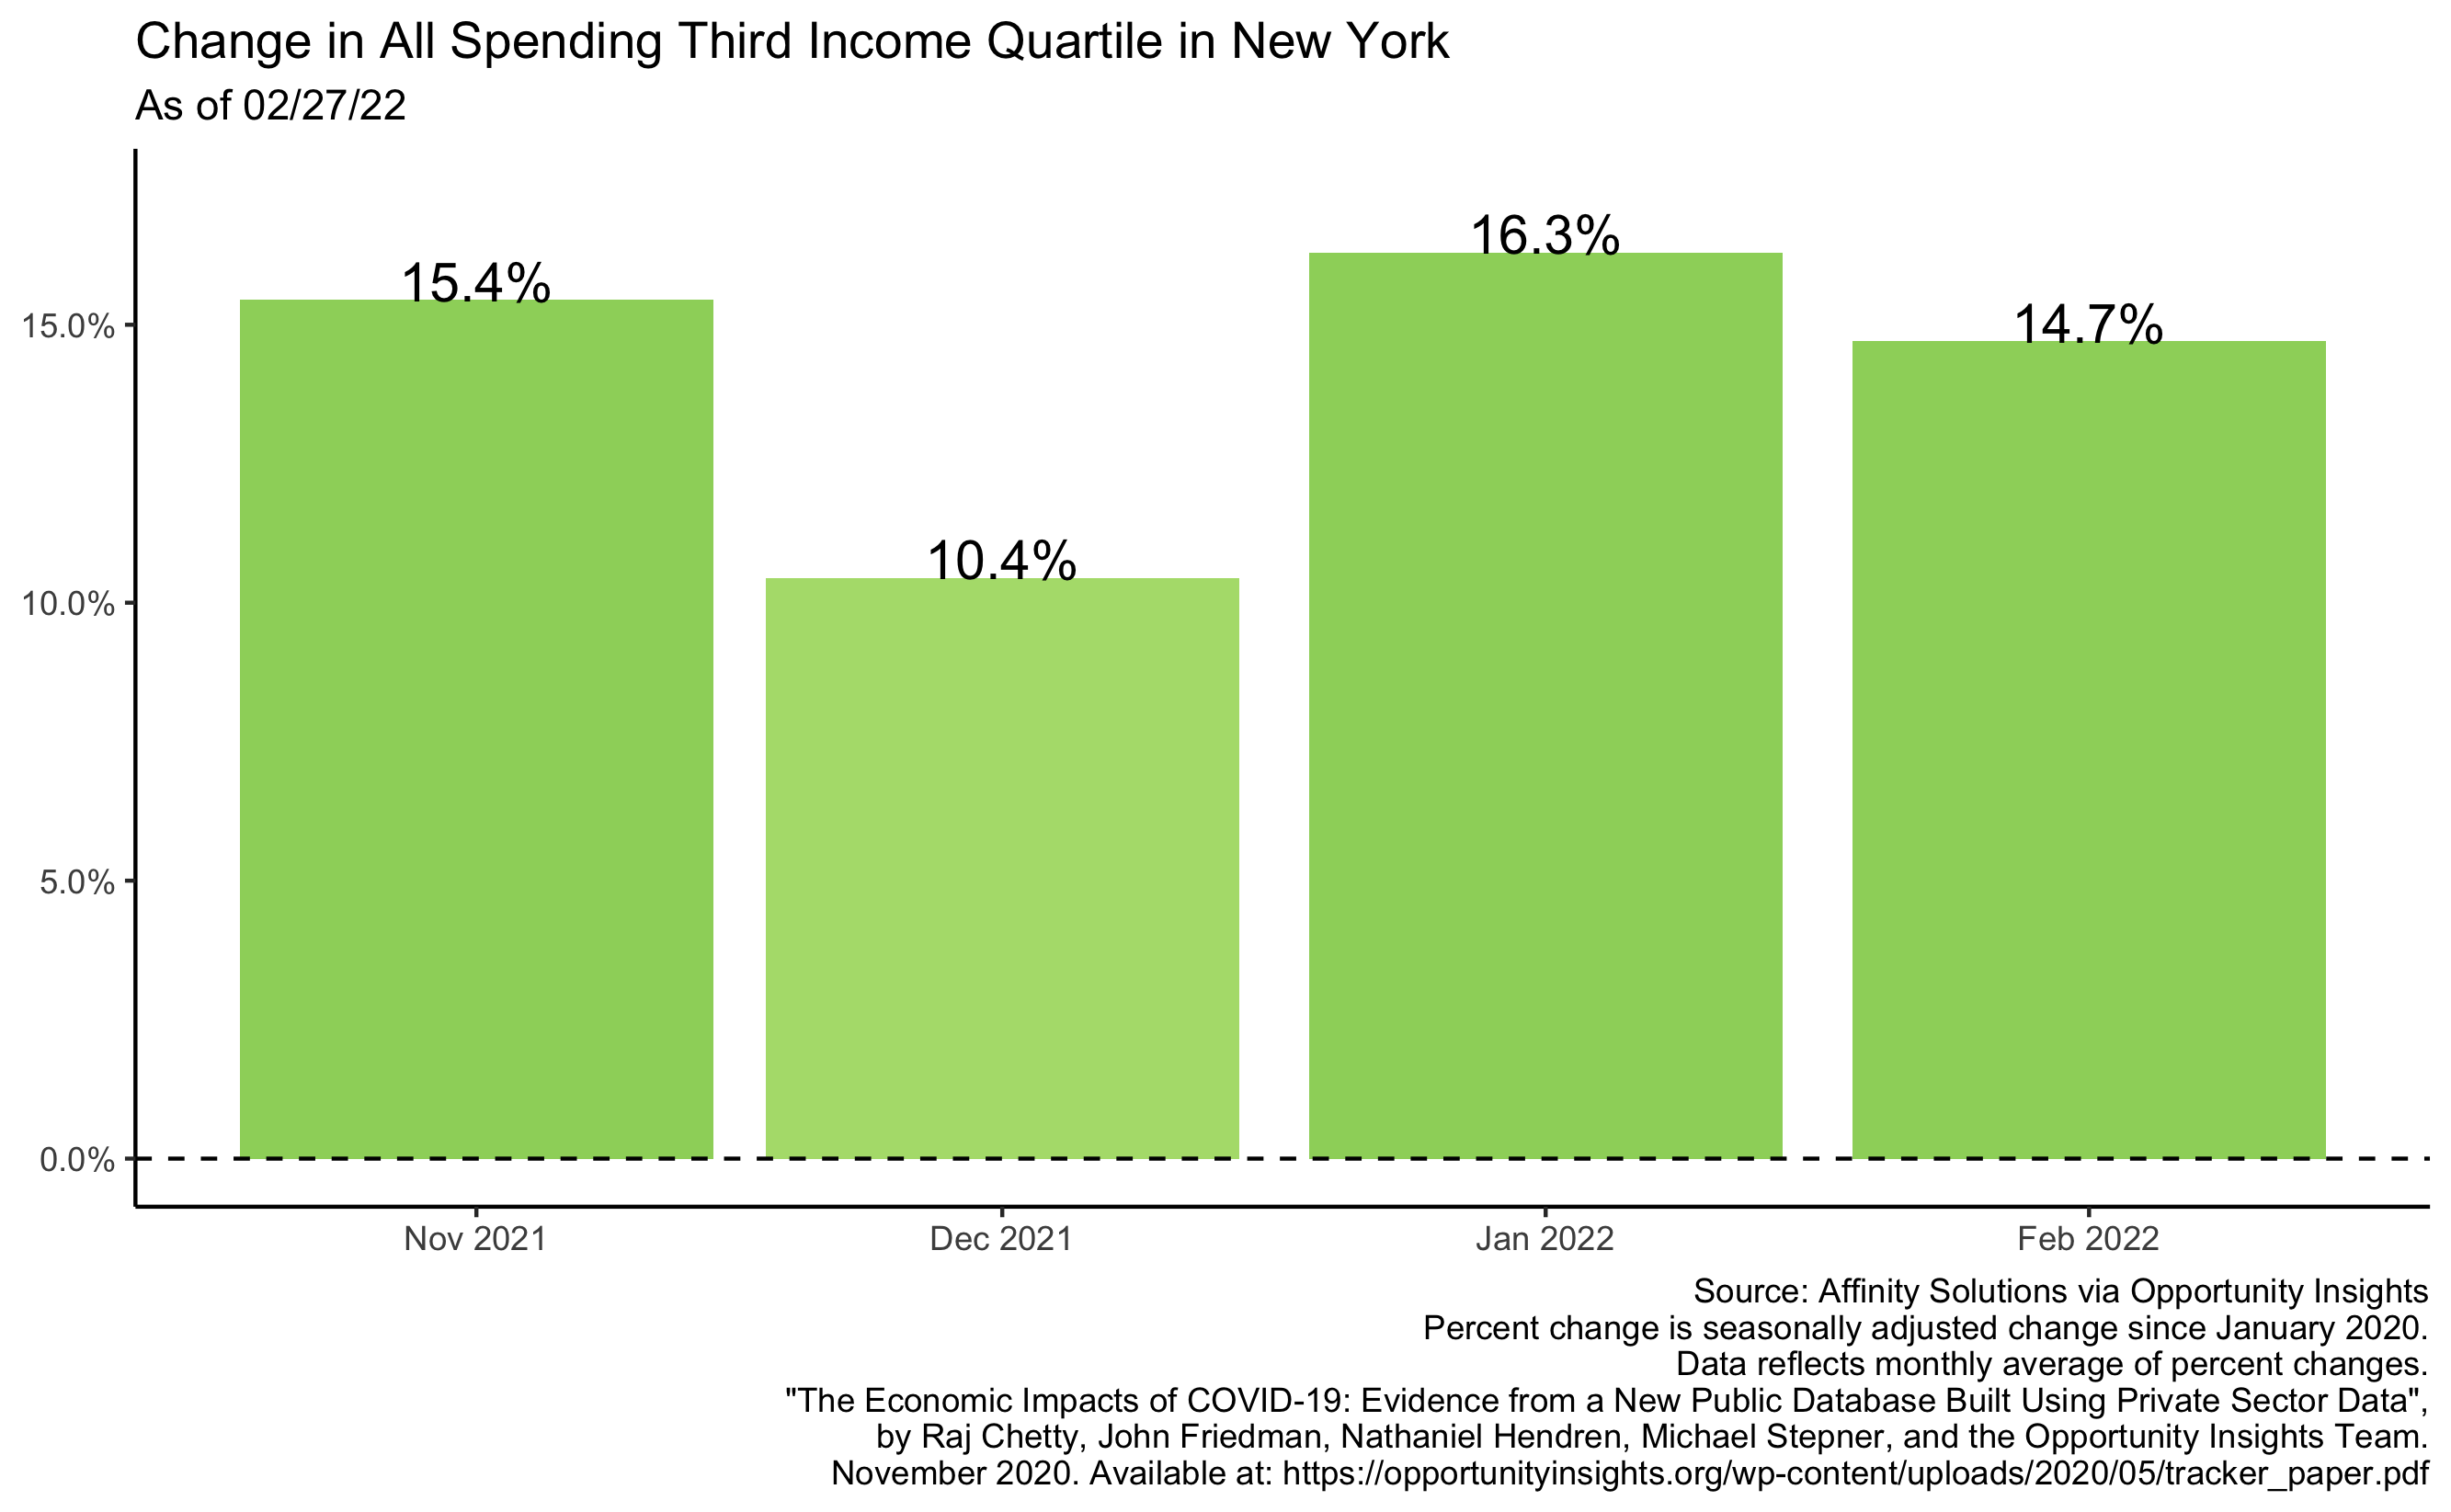 Change in All Spending Third Income Quartile in New York
As of 02/27/22
15.4%
10.4%
16.3%
14.7%
15.0%
10.0%
5.0%
0.0%
Nov 2021
Dec 2021
Jan 2022
Feb 2022
Source: Affinity Solutions via Opportunity Insights
Percent change is seasonally adjusted change since January 2020.
Data reflects monthly average of percent changes.
"The Economic Impacts of COVID-19: Evidence from a New Public Database Built Using Private Sector Data",
by Raj Chetty, John Friedman, Nathaniel Hendren, Michael Stepner, and the Opportunity Insights Team.
November 2020. Available at: https://opportunityinsights.org/wp-content/uploads/2020/05/tracker_paper.pdf